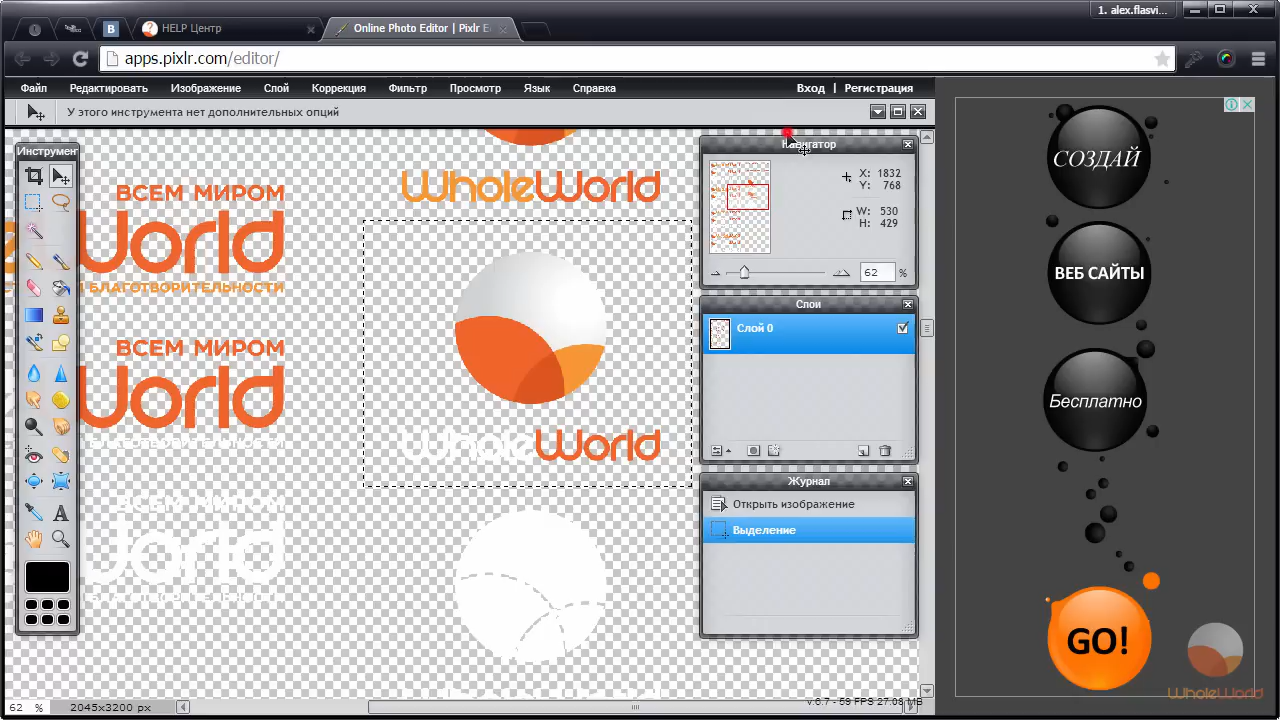 1. alex.flasvi...
HELP Центр
Online Photo Editor | Pixlr E
apps.pixlr.com/editor/
Файл Редактировать Изображение Слой Коррекция Фильтр Просмотр Язык Справка Вход | Регистрация
У этого инструмента нет дополнительных опций
Инструмент
Навигатор
X: 1832
Y: 768
W: 530
H: 429
62 %
Слои
Слой 0
Журнал
Открыть изображение
Выделение
WholeWorld
ВСЕМ МИРОМ
World
БЛАГОТВОРИТЕЛЬНОСТИ
ВСЕМ МИРОМ
World
БЛАГОТВОРИТЕЛЬНОСТИ
WholeWorld
ВСЕМ МИРОМ
World
СОЗДАЙ
ВЕБ САЙТЫ
Бесплатно
GO!
WholeWorld
62 % 2045x3200 px
v.6.7 - 59 FPS 27.08 MB